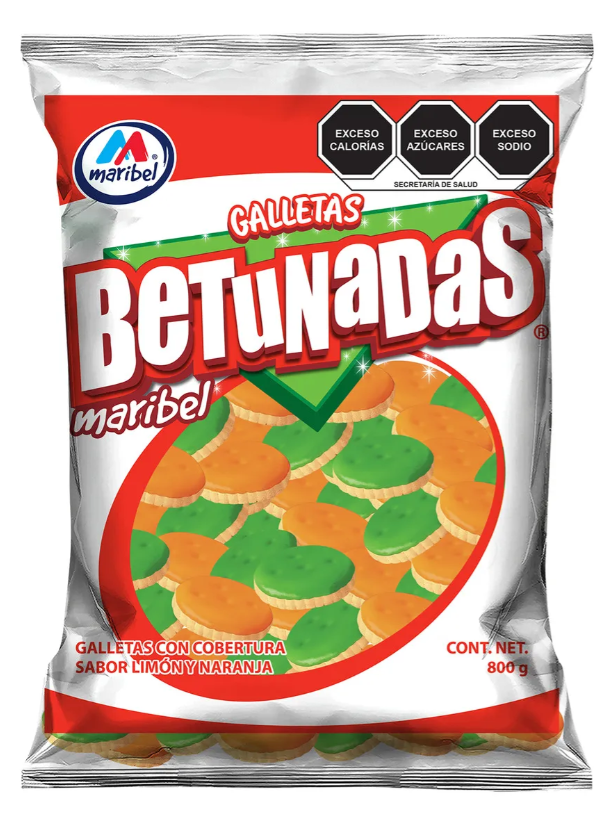 maribel®
EXCESO
CALORÍAS
EXCESO
AZÚCARES
EXCESO
SODIO
SECRETARÍA DE SALUD
GALLETAS
BeTuNaDaS®
maribel
GALLETAS CON COBERTURA
SABOR LIMÓN Y NARANJA
CONT. NET.
800 g